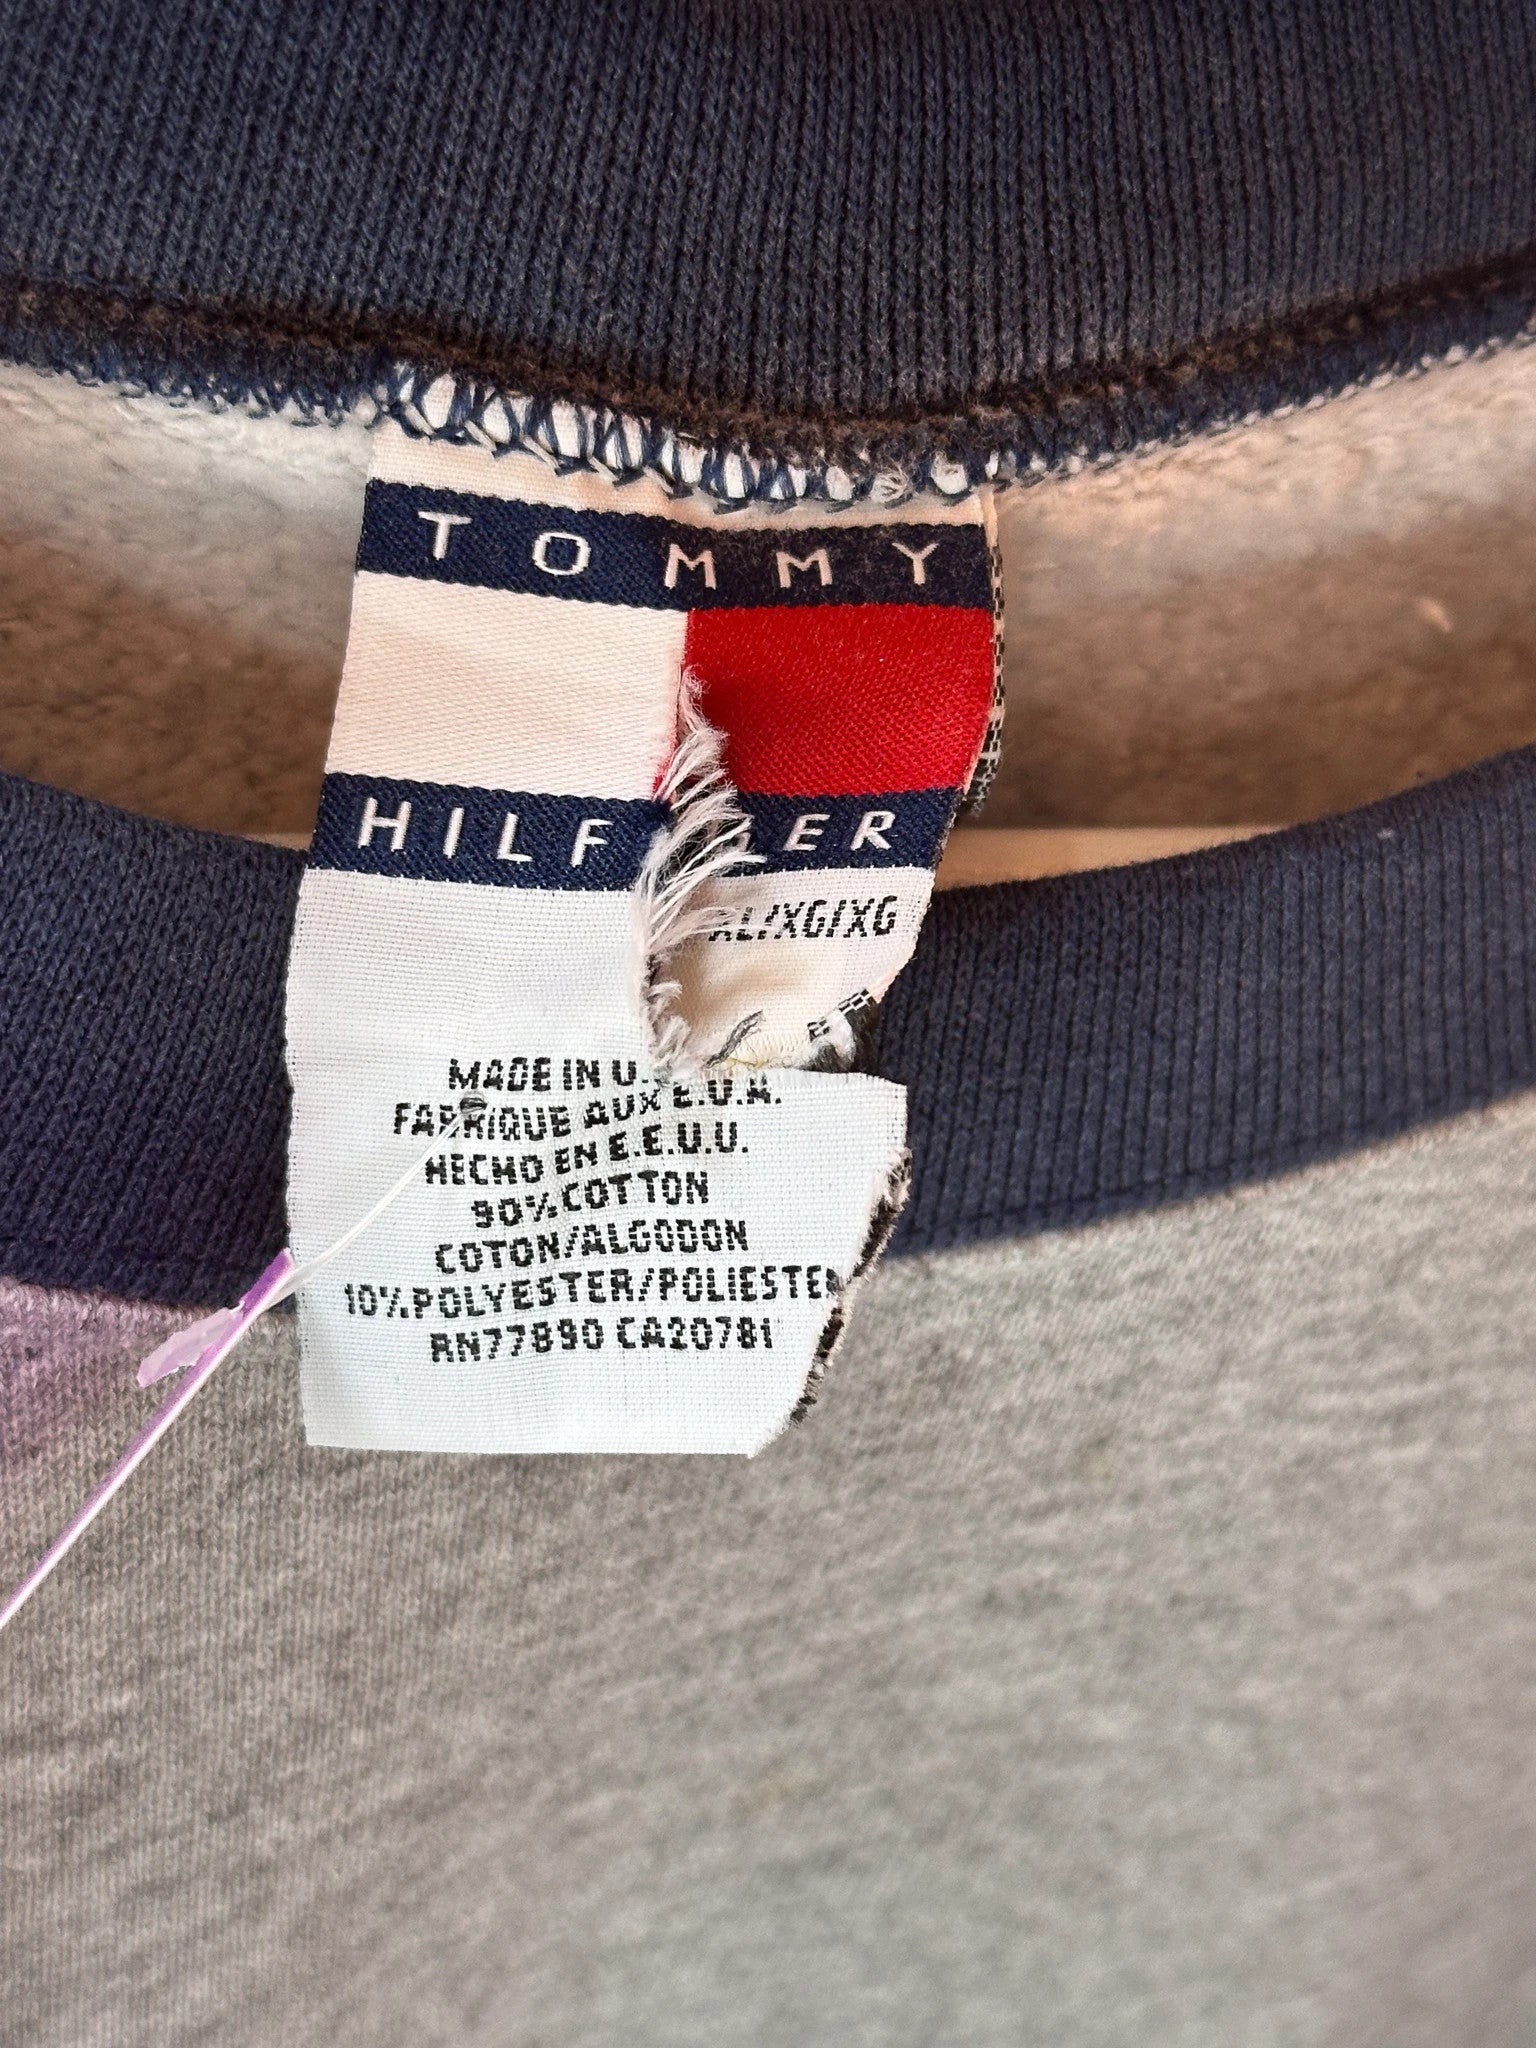 TOMMY
HILF ER
XL/XG/XG
MADE IN U.
FABRIQUE AUX E.U.A.
HECHO EN E.E.U.U.
90% COTTON
COTON/ALGODON
10% POLYESTER/POLIESTER
RN77890 CA20781